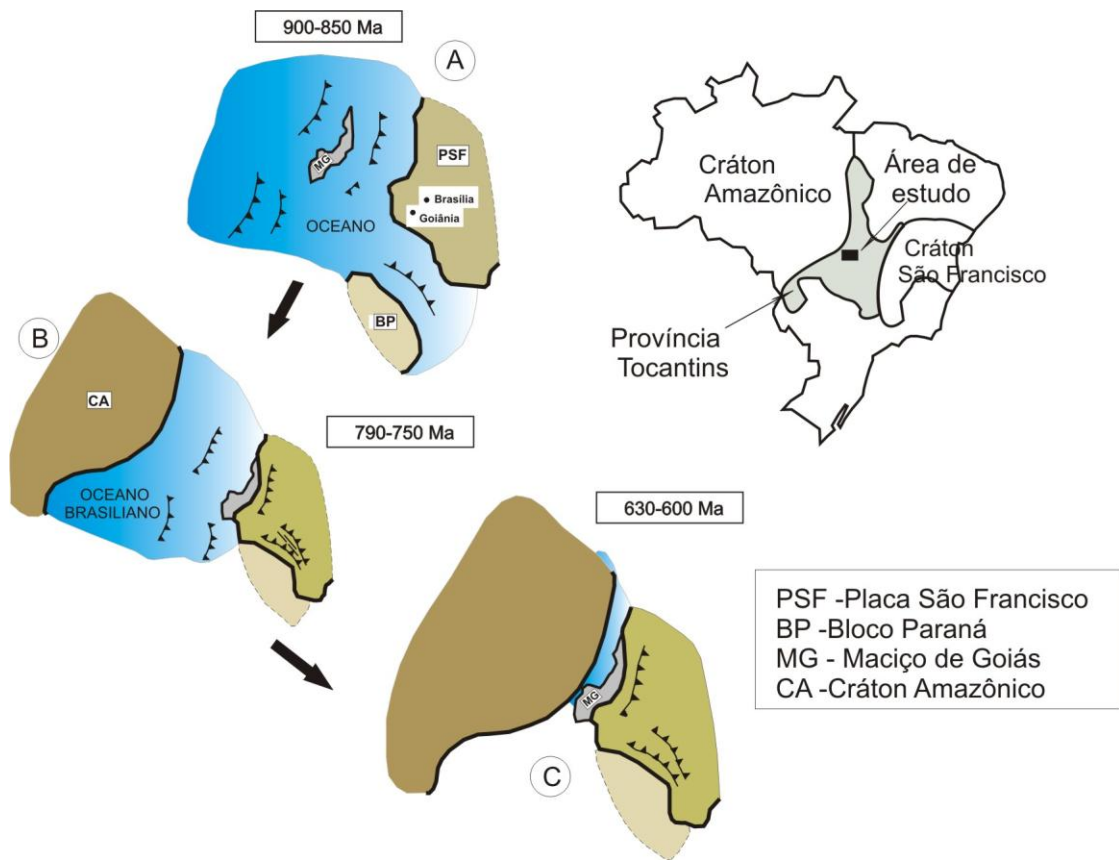 900-850 Ma
A
MG
PSF
Brasília
Goiânia
OCEANO
BP
B
CA
790-750 Ma
OCEANO
BRASILIANO
630-600 Ma
MG
C
Cráton
Amazônico
Área de
estudo
Cráton
São Francisco
Província
Tocantins
PSF -Placa São Francisco
BP -Bloco Paraná
MG - Maciço de Goiás
CA -Cráton Amazônico